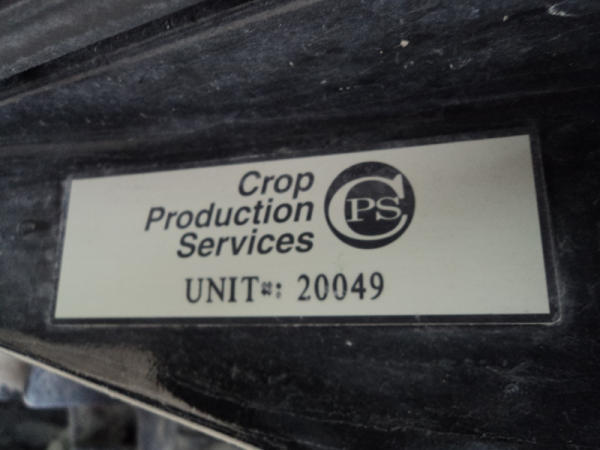 Crop
Production
Services
CPS
UNIT#: 20049